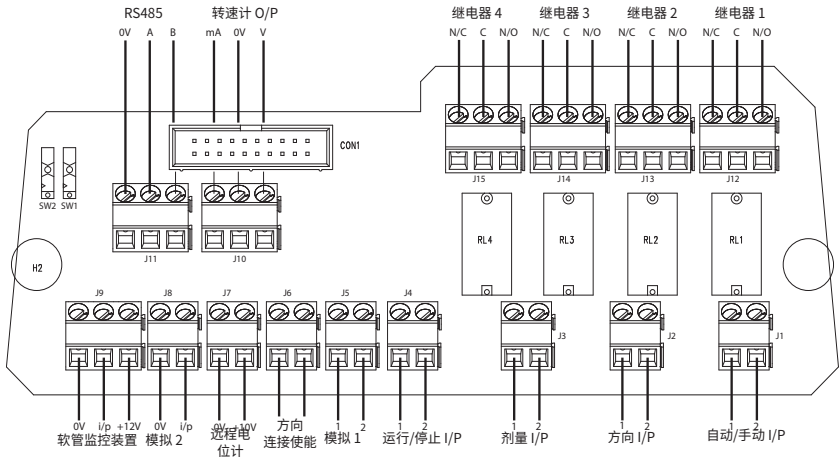 RS485 转速计 O/P 继电器 4 继电器 3 继电器 2 继电器 1
0V A B mA 0V V N/C C N/O N/C C N/O N/C C N/O N/C C N/O
CON1
SW2 SW1
J15 J14 J13 J12
J11 J10
RL4 RL3 RL2 RL1
H2
J9 J8 J7 J6 J5 J4
J3 J2 J1
0V i/p +12V 0V i/p 0V +10V 1 2 1 2 1 2 1 2 1 2
软管监控装置 模拟 2 远程电 方向 模拟 1 运行/停止 I/P 剂量 I/P 方向 I/P 自动/手动 I/P
位计 连接使能